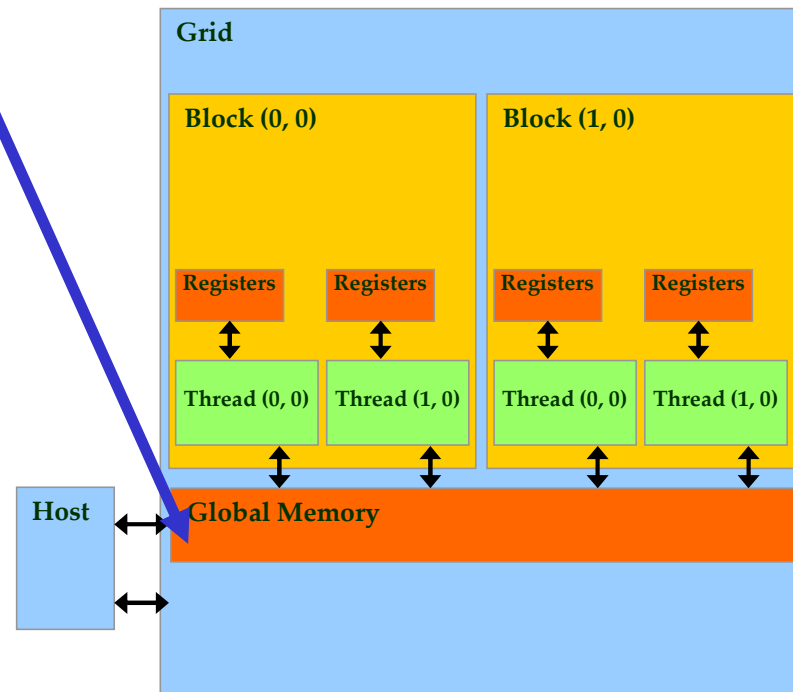 Grid
Block (0, 0)
Block (1, 0)
Registers
Registers
Registers
Registers
Thread (0, 0)
Thread (1, 0)
Thread (0, 0)
Thread (1, 0)
Host
Global Memory